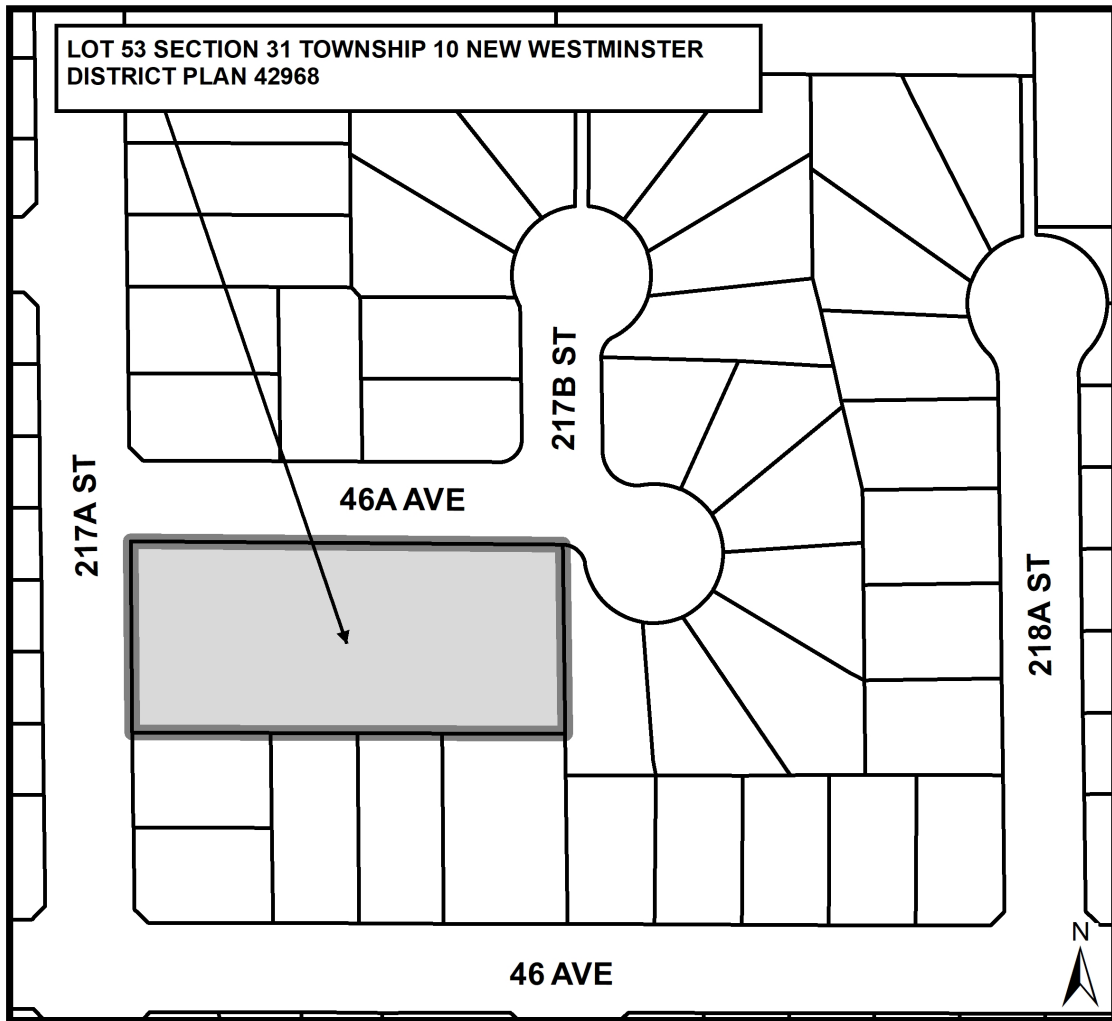 LOT 53 SECTION 31 TOWNSHIP 10 NEW WESTMINSTER
DISTRICT PLAN 42968
217B ST
46A AVE
217A ST
218A ST
N
46 AVE